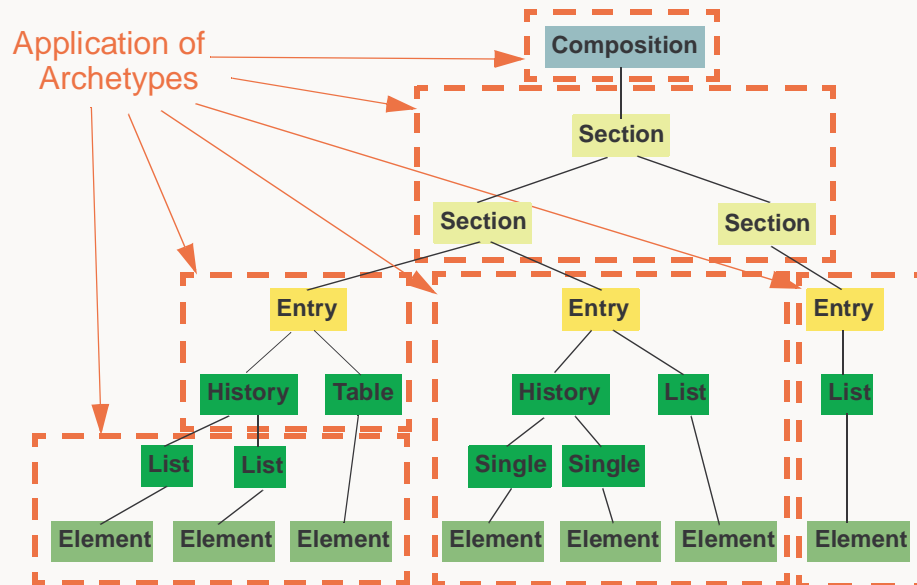 Application of
Archetypes
Composition
Section
Section
Section
Entry
Entry
Entry
History
Table
History
List
List
List
List
Single
Single
Element
Element
Element
Element
Element
Element
Element